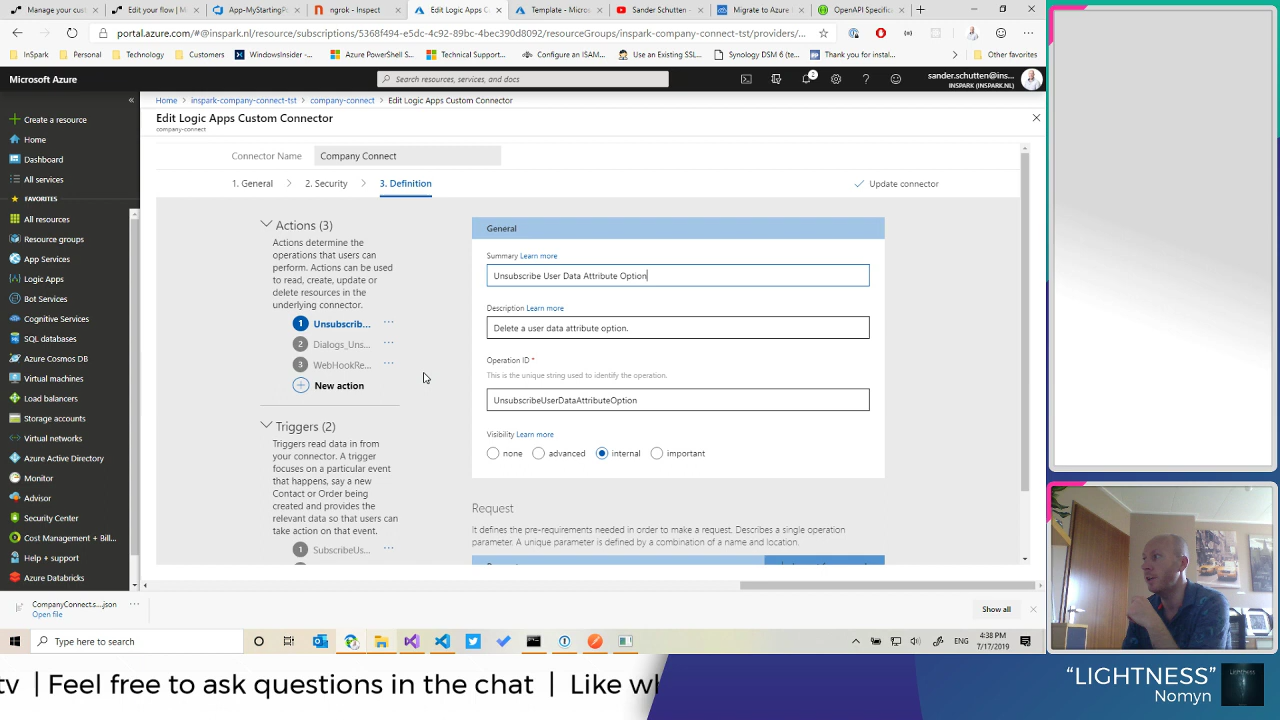 Manage your cust
Edit your flow | M
App-MyStartingPo
ngrok - Inspect
Edit Logic Apps C
Template - Micros
Sander Schutten -
Migrate to Azure
OpenAPI Specifica
portal.azure.com/#@inspark.nl/resource/subscriptions/5368f494-e5dc-4c92-89bc-4bec390d8092/resourceGroups/inspark-company-connect-tst/providers/...
InSpark
Personal
Technology
Customers
WindowsInsider
Azure PowerShell S...
Technical Support...
Configure an ISAM...
Use an Existing SSL...
Synology DSM 6 (te...
Thank you for instr...
Other favorites
Microsoft Azure
Search resources, services, and docs
1
sander.schutten@ins...
INSPARK (INSPARK.NL)
Home
inspark-company-connect-tst
company-connect
Edit Logic Apps Custom Connector
Edit Logic Apps Custom Connector
company-connect
Create a resource
Home
Dashboard
All services
FAVORITES
All resources
Resource groups
App Services
Logic Apps
Bot Services
Cognitive Services
SQL databases
Azure Cosmos DB
Virtual machines
Load balancers
Storage accounts
Virtual networks
Azure Active Directory
Monitor
Advisor
Security Center
Cost Management + Bill...
Help + support
Azure Databricks
Connector Name
Company Connect
1. General
2. Security
3. Definition
Update connector
Actions (3)
Actions determine the
operations that users can
perform. Actions can be used
to read, create, update or
delete resources in the
underlying connector.
1 Unsubscrib... ...
2 Dialogs_Uns... ...
3 WebHookRe... ...
New action
Triggers (2)
Triggers read data in from
your connector. A trigger
focuses on a particular event
that happens, say a new
Contact or Order being
created and provides the
relevant data so that users can
take action on that event.
1 SubscribeUs... ...
General
Summary Learn more
Unsubscribe User Data Attribute Option
Description Learn more
Delete a user data attribute option.
Operation ID *
This is the unique string used to identify the operation.
UnsubscribeUserDataAttributeOption
Visibility Learn more
none
advanced
internal
important
Request
It defines the pre-requirements needed in order to make a request. Describes a single operation
parameter. A unique parameter is defined by a combination of a name and location.
CompanyConnect.s....json
Open file
Show all
Type here to search
ENG
4:38 PM
7/17/2019
tv | Feel free to ask questions in the chat | Like wh
“LIGHTNESS”
Nomyn